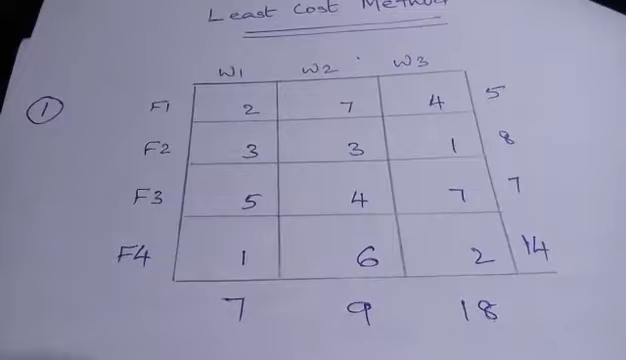 Least Cost Method
W1 W2 W3
1 F1 2 7 4 5
F2 3 3 1 8
F3 5 4 7 7
F4 1 6 2 14
7 9 18